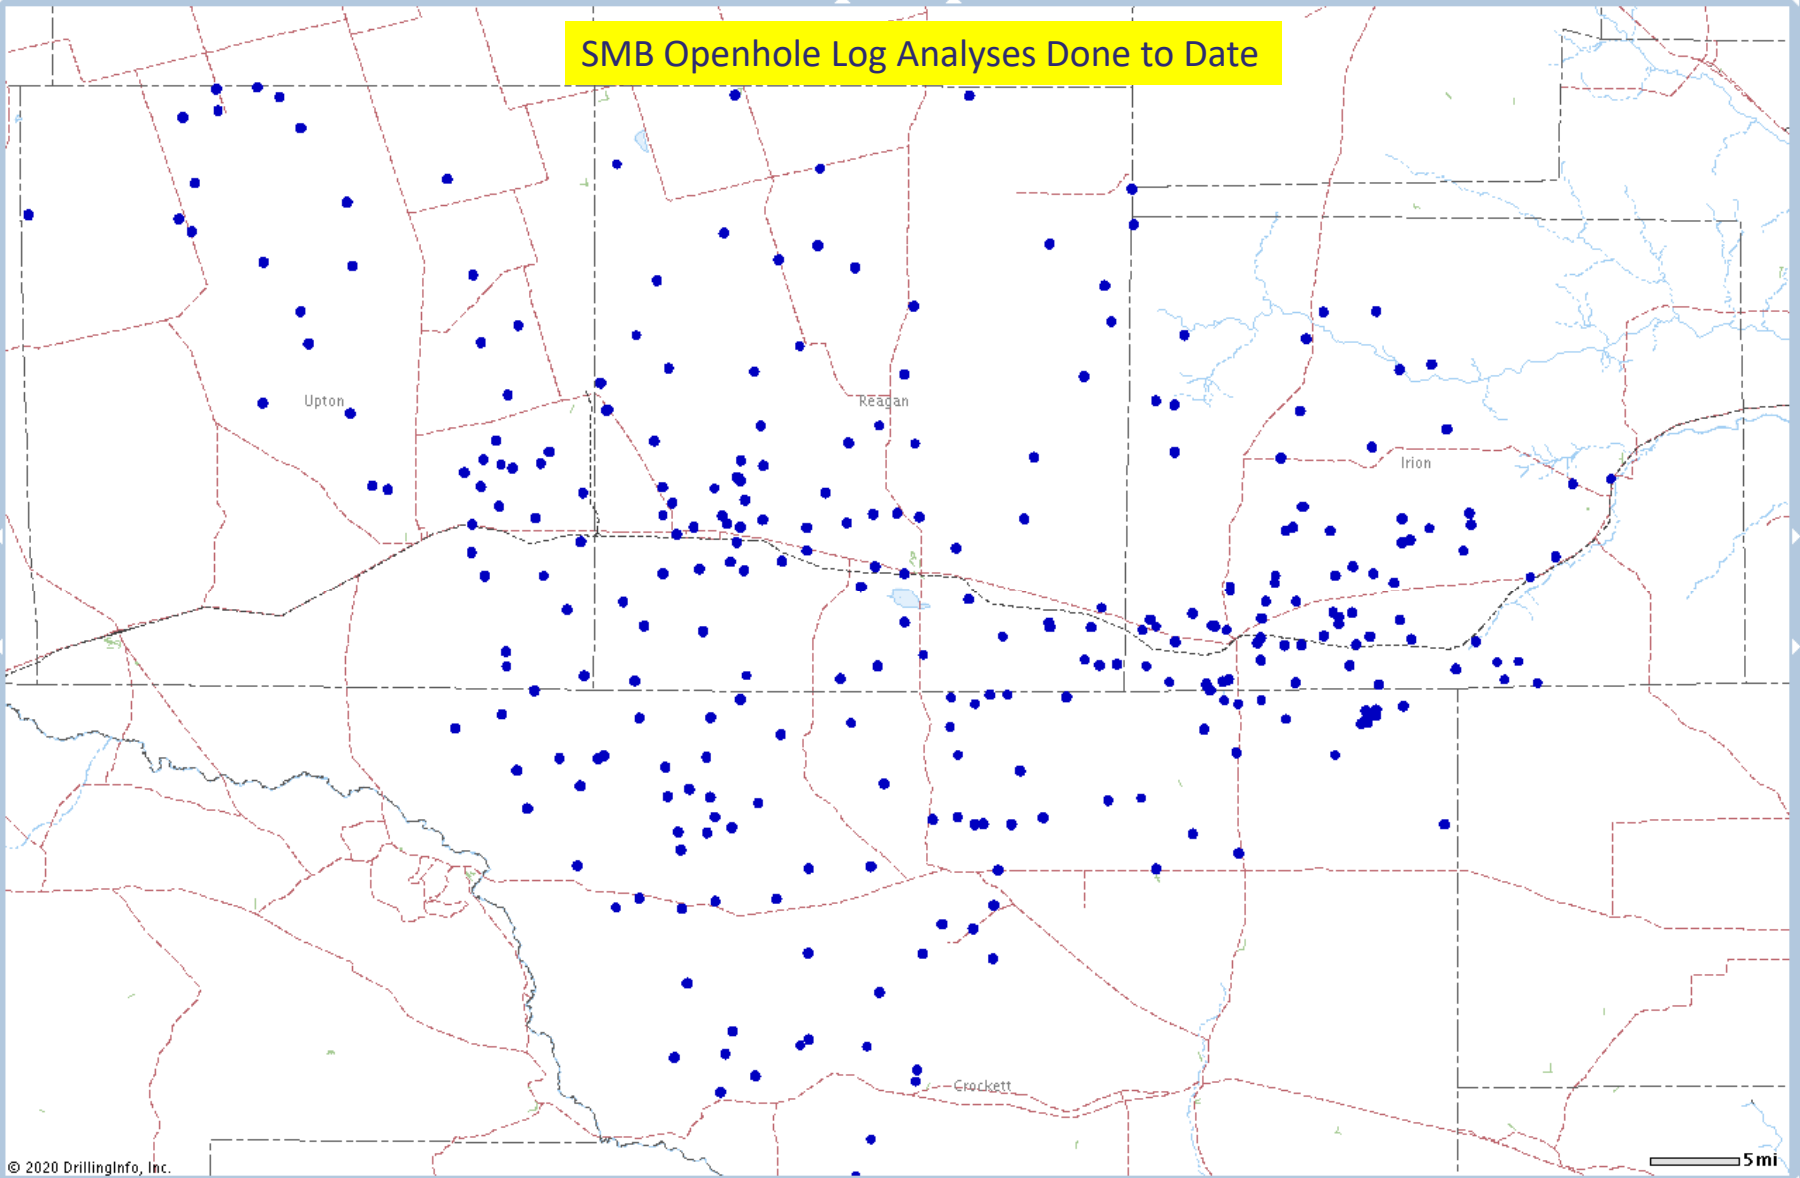 SMB Openhole Log Analyses Done to Date
Upton
Reagan
Irion
Crockett
© 2020 DrillingInfo, Inc.
5 mi